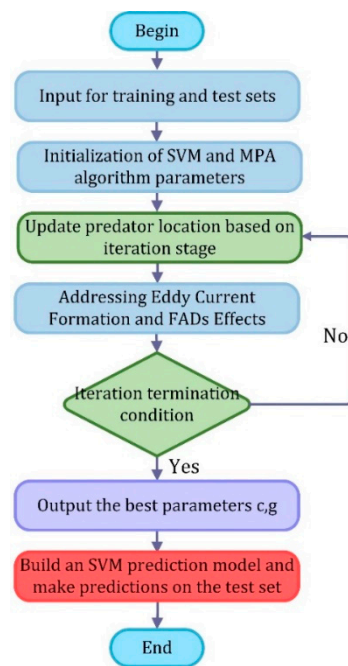 Begin
Input for training and test sets
Initialization of SVM and MPA
algorithm parameters
Update predator location based on
iteration stage
Addressing Eddy Current
Formation and FADs Effects
No
Iteration termination
condition
Yes
Output the best parameters c,g
Build an SVM prediction model and
make predictions on the test set
End